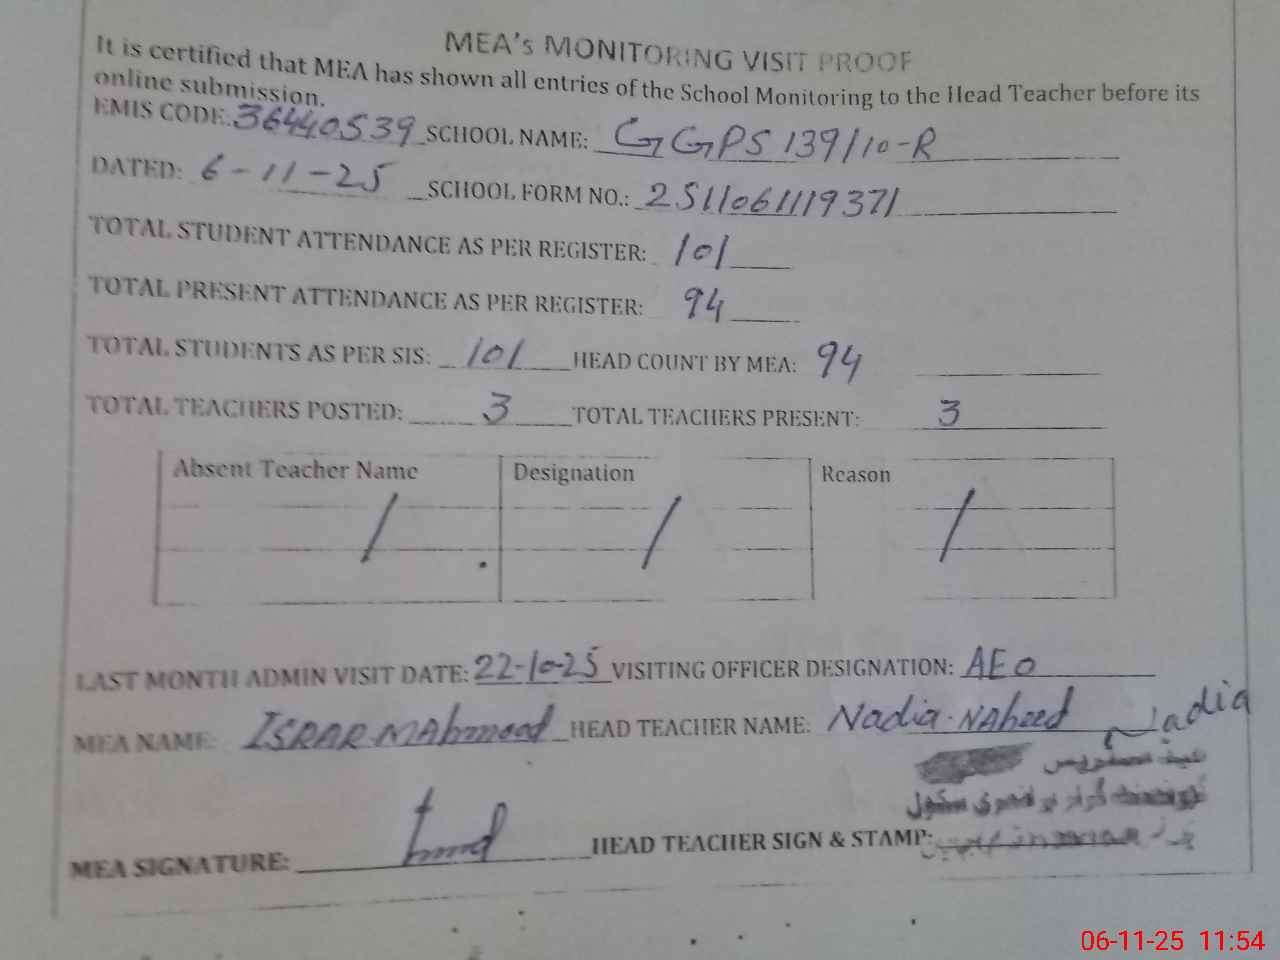 MEA's MONITORING VISIT PROOF
It is certified that MEA has shown all entries of the School Monitoring to the Head Teacher before its
online submission.
EMIS CODE: 36440539 SCHOOL NAME: GGPS 139/10-R
DATED: 6-11-25 SCHOOL FORM NO.: 2511061119371
TOTAL STUDENT ATTENDANCE AS PER REGISTER: 101
TOTAL PRESENT ATTENDANCE AS PER REGISTER: 94
TOTAL STUDENTS AS PER SIS: 101 HEAD COUNT BY MEA: 94
TOTAL TEACHERS POSTED: 3 TOTAL TEACHERS PRESENT: 3
Absent Teacher Name Designation Reason
/ / /
LAST MONTH ADMIN VISIT DATE: 22-10-25 VISITING OFFICER DESIGNATION: AEO
MEA NAME: ISRAR MAhmood HEAD TEACHER NAME: Nadia NAheed
Nadia
گرلز پرائمری سکول
MEA SIGNATURE: HEAD TEACHER SIGN & STAMP:
06-11-25 11:54